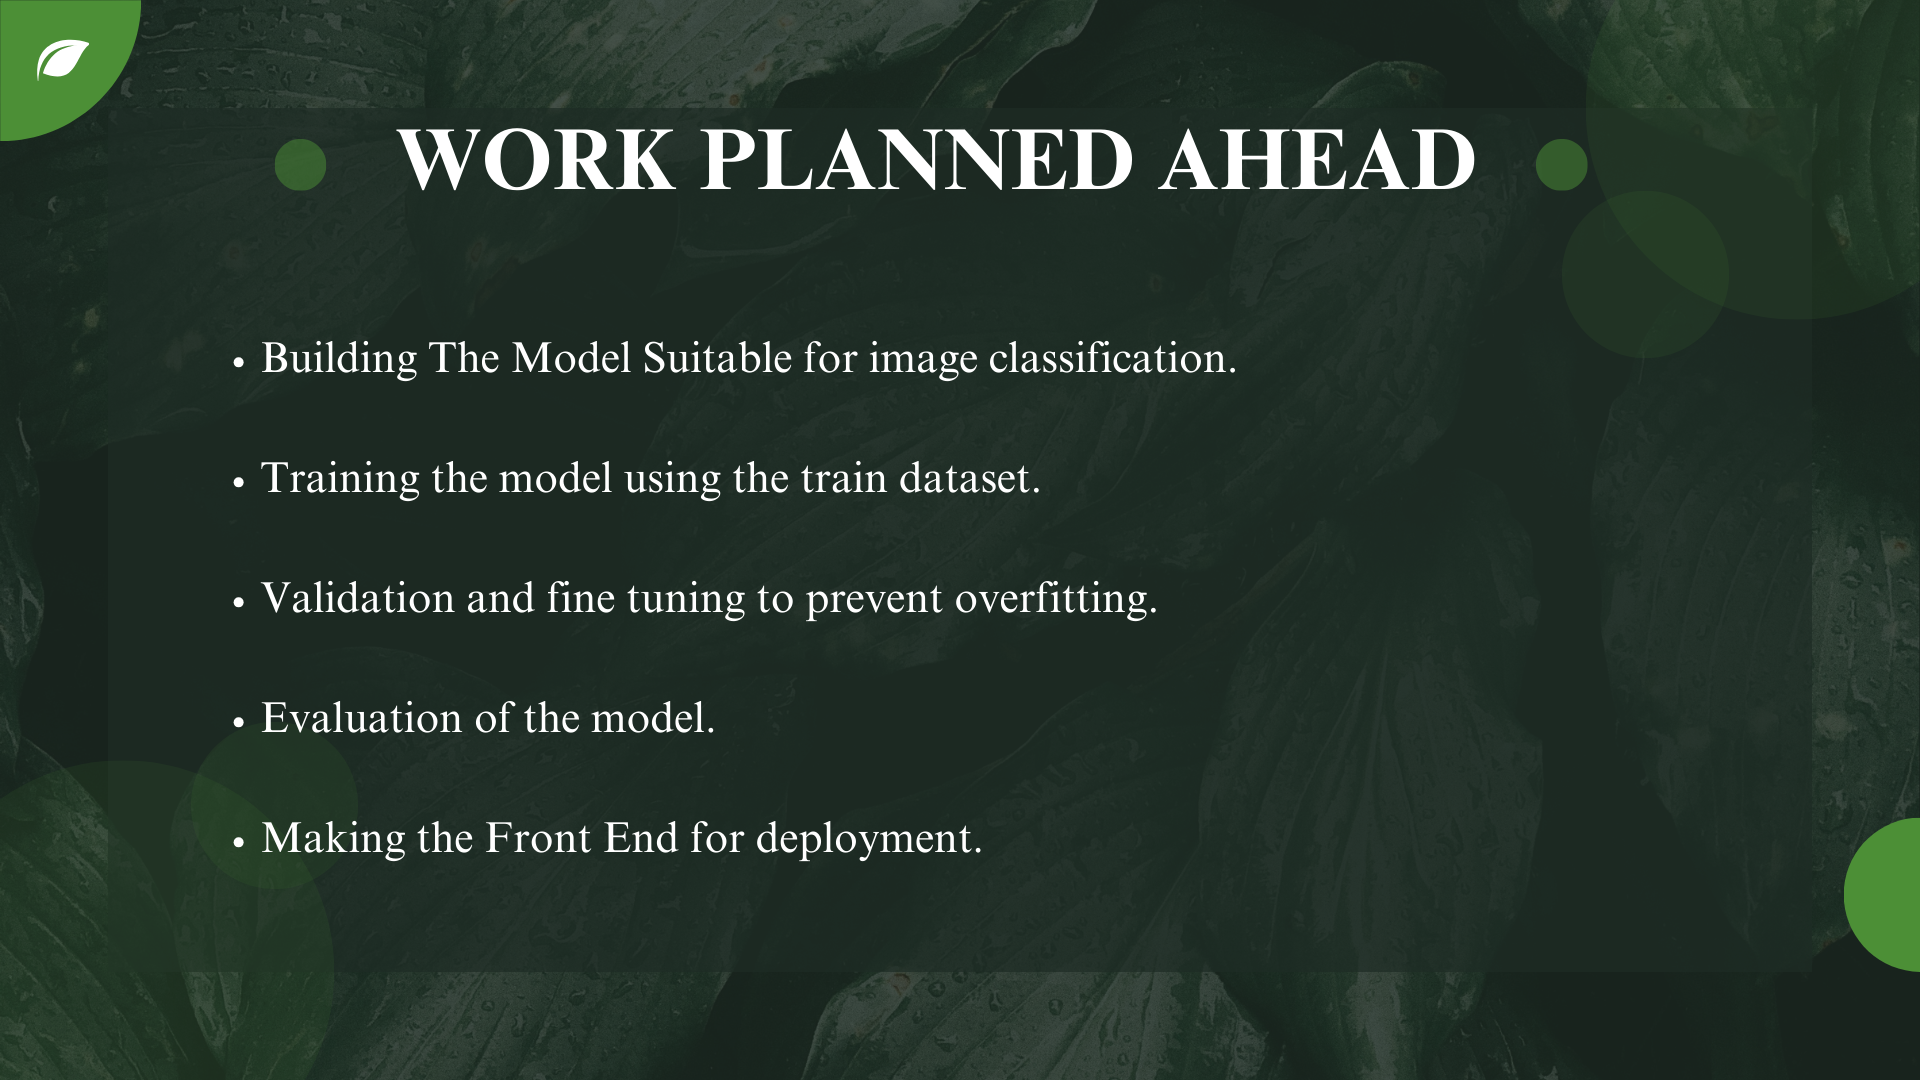 WORK PLANNED AHEAD
• Building The Model Suitable for image classification.
• Training the model using the train dataset.
• Validation and fine tuning to prevent overfitting.
• Evaluation of the model.
• Making the Front End for deployment.